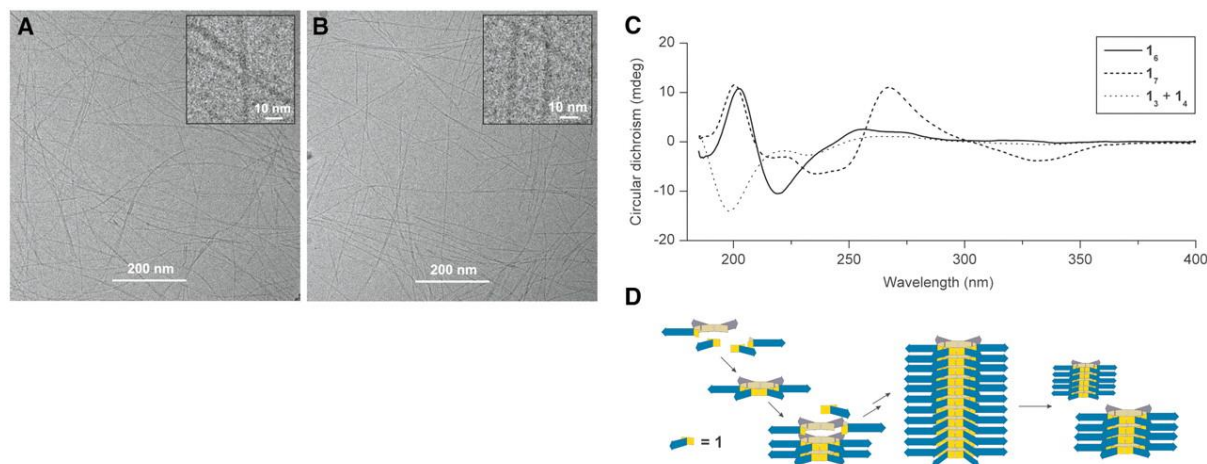 A
200 nm
10 nm
B
200 nm
10 nm
C
Circular dichroism (mdeg)
20
10
0
-10
-20
1₆
1₇
1₃ + 1₄
200
250
300
350
400
Wavelength (nm)
D
= 1